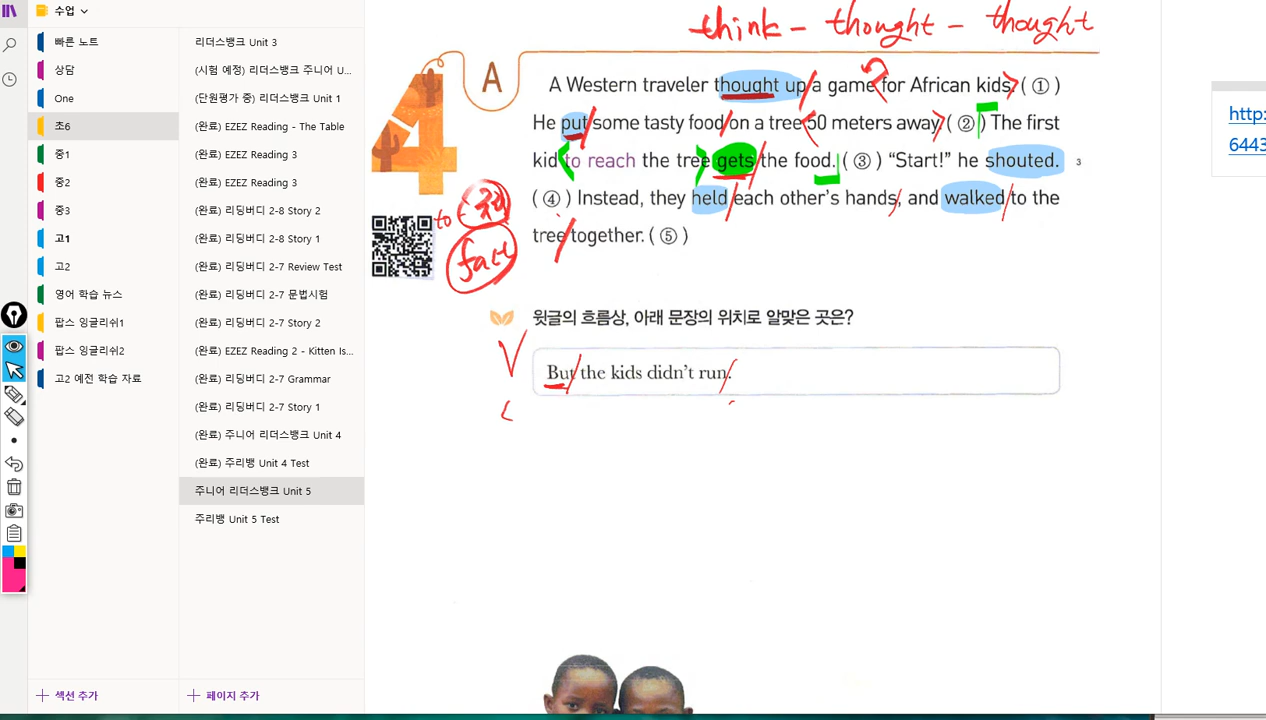 수업
빠른 노트
상담
One
초6
중1
중2
중3
고1
고2
영어 학습 뉴스
팝스 잉글리쉬1
팝스 잉글리쉬2
고2 예전 학습 자료
섹션 추가
리더스뱅크 Unit 3
(시험 예정) 리더스뱅크 주니어 U...
(단원평가 중) 리더스뱅크 Unit 1
(완료) EZEZ Reading - The Table
(완료) EZEZ Reading 3
(완료) EZEZ Reading 3
(완료) 리딩버디 2-8 Story 2
(완료) 리딩버디 2-8 Story 1
(완료) 리딩버디 2-7 Review Test
(완료) 리딩버디 2-7 문법시험
(완료) 리딩버디 2-7 Story 2
(완료) EZEZ Reading 2 - Kitten Is...
(완료) 리딩버디 2-7 Grammar
(완료) 리딩버디 2-7 Story 1
(완료) 주니어 리더스뱅크 Unit 4
(완료) 주리뱅 Unit 4 Test
주니어 리더스뱅크 Unit 5
주리뱅 Unit 5 Test
페이지 추가
think - thought - thought
4
A
A Western traveler thought up a game for African kids. ( ① )
He put some tasty food on a tree 50 meters away. ( ② ) The first
kid to reach the tree gets the food. ( ③ ) “Start!” he shouted. 3
( ④ ) Instead, they held each other’s hands, and walked to the
tree together. ( ⑤ )
to
fact
윗글의 흐름상, 아래 문장의 위치로 알맞은 곳은?
But the kids didn’t run.
http:
6443